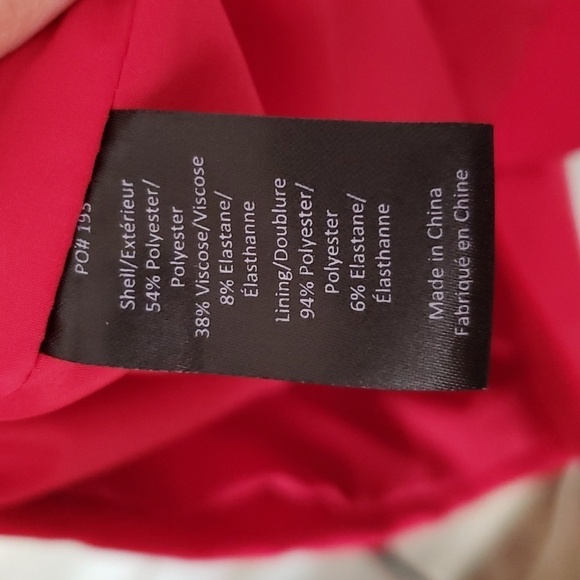 PO# 195
Shell/Extérieur
54% Polyester/
Polyester
38% Viscose/Viscose
8% Elastane/
Élasthanne
Lining/Doublure
94% Polyester/
Polyester
6% Elastane/
Élasthanne
Made in China
Fabriqué en Chine